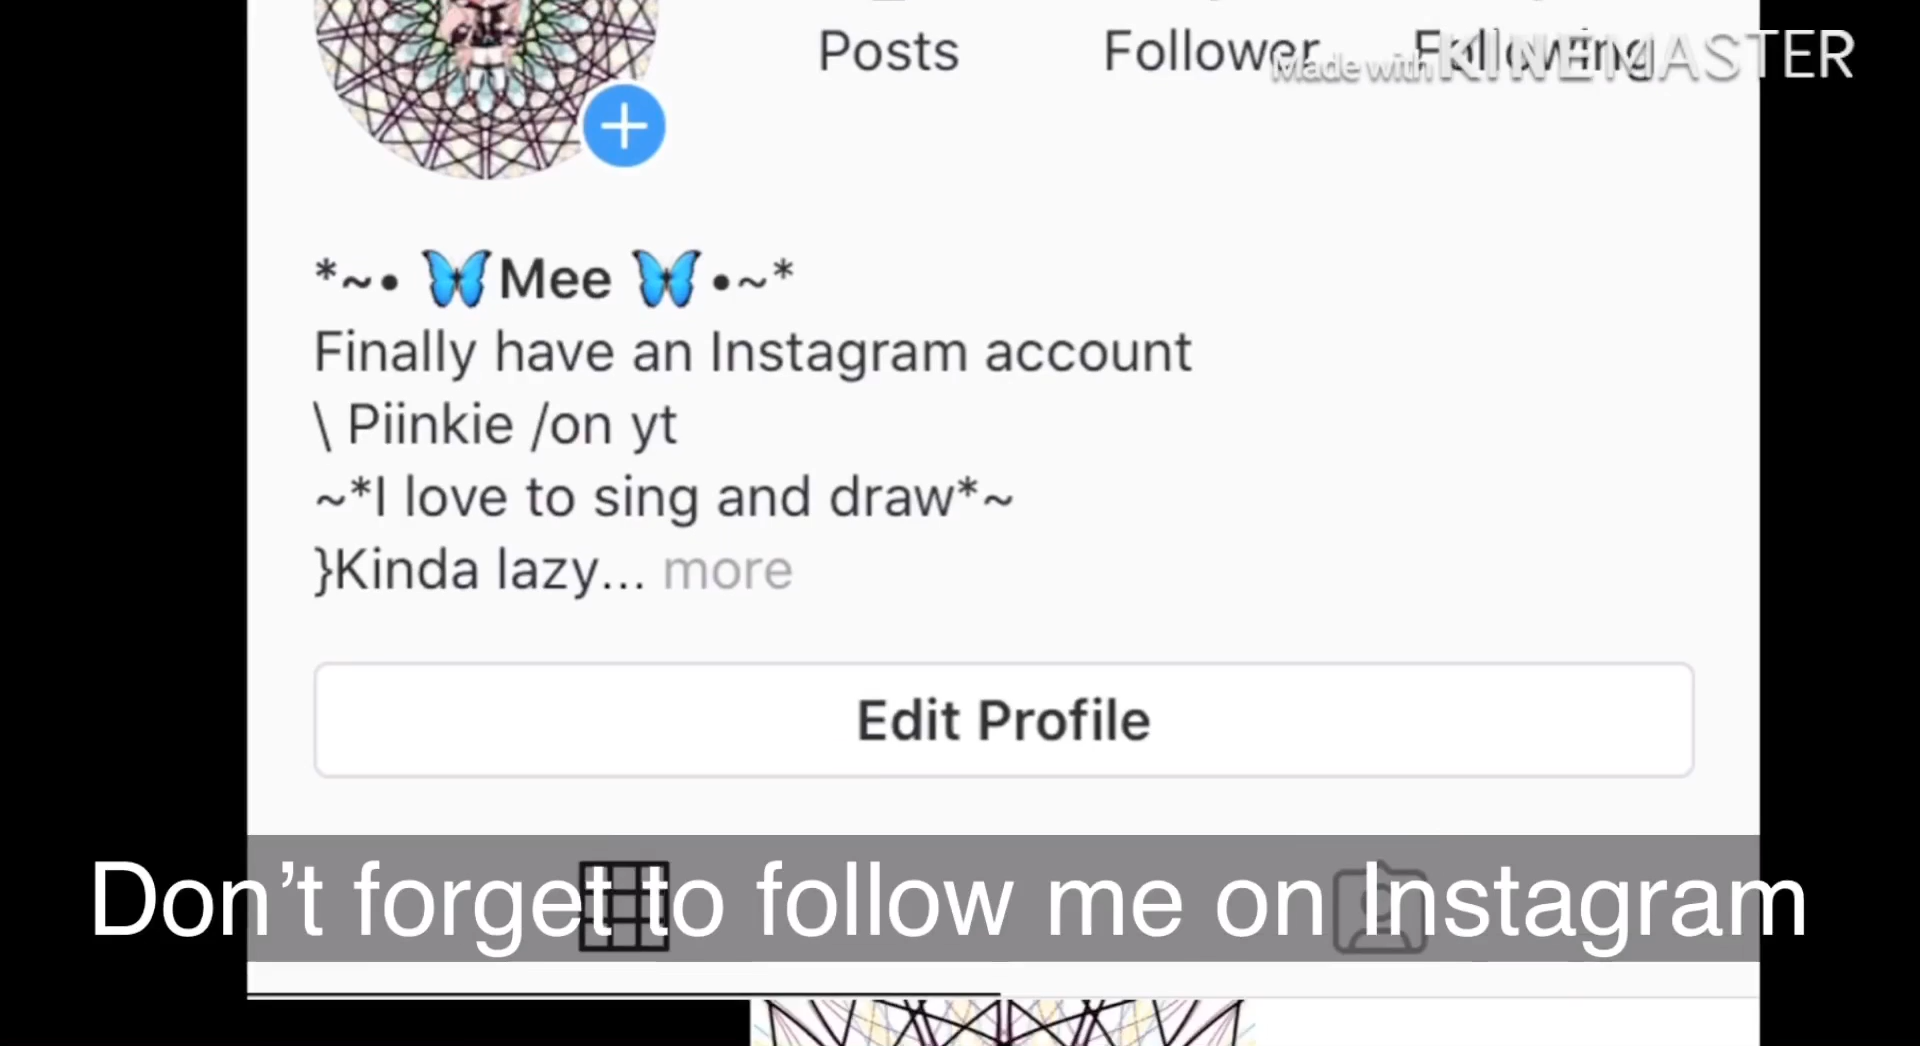 Posts Follower Following
Made with KINEMASTER
*~• 🦋Mee 🦋•~*
Finally have an Instagram account
\ Piinkie /on yt
~*I love to sing and draw*~
}Kinda lazy... more
Edit Profile
Don’t forget to follow me on Instagram